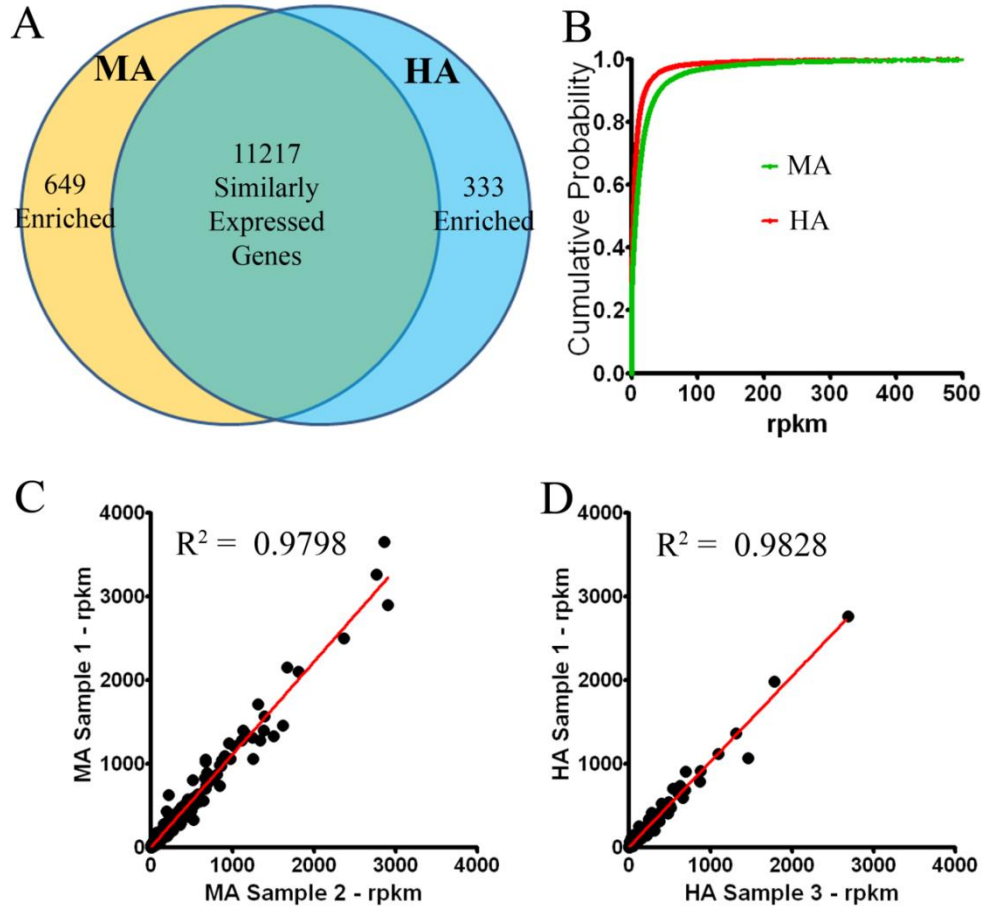 A
MA
HA
649
Enriched
11217
Similarly
Expressed
Genes
333
Enriched
B
Cumulative Probability
1.0
0.8
0.6
0.4
0.2
0.0
0
100
200
300
400
500
rpkm
MA
HA
C
R² = 0.9798
MA Sample 1 - rpkm
4000
3000
2000
1000
0
0
1000
2000
3000
4000
MA Sample 2 - rpkm
D
R² = 0.9828
HA Sample 1 - rpkm
4000
3000
2000
1000
0
0
1000
2000
3000
4000
HA Sample 3 - rpkm